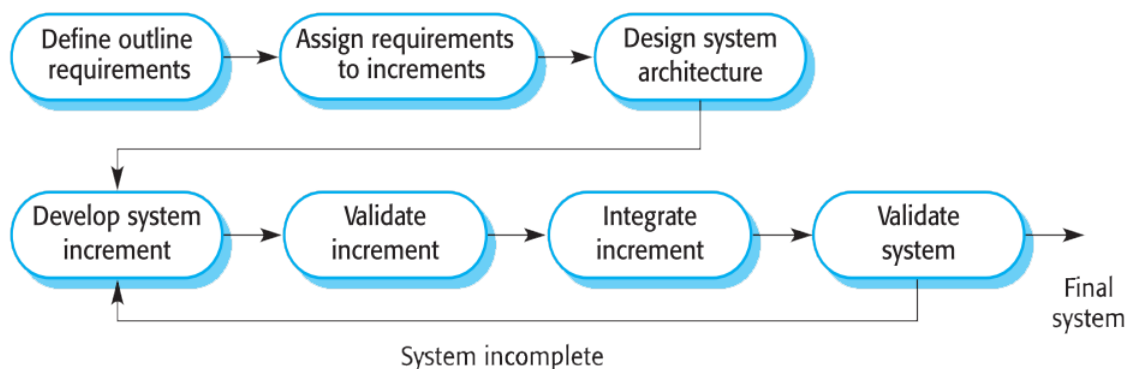 Define outline
requirements
Assign requirements
to increments
Design system
architecture
Develop system
increment
Validate
increment
Integrate
increment
Validate
system
Final
system
System incomplete